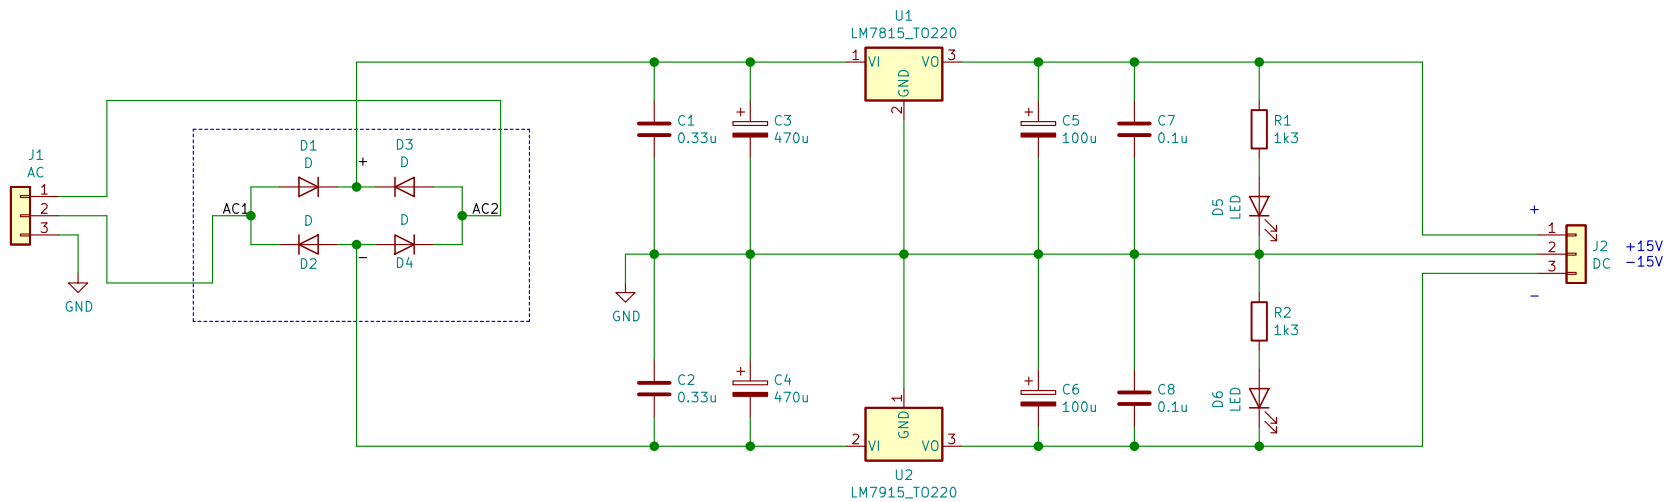 U1
LM7815_TO220
1
VI
VO
3
GND
2
J1
AC
1
2
3
GND
D1
D
D3
D
+
AC1
AC2
D
D2
D
D4
−
C1
0.33u
+
C3
470u
+
C5
100u
C7
0.1u
R1
1k3
D5
LED
GND
+
1
2
3
−
J2
DC
+15V
−15V
C2
0.33u
+
C4
470u
+
C6
100u
C8
0.1u
R2
1k3
D6
LED
1
GND
2
VI
VO
3
U2
LM7915_TO220